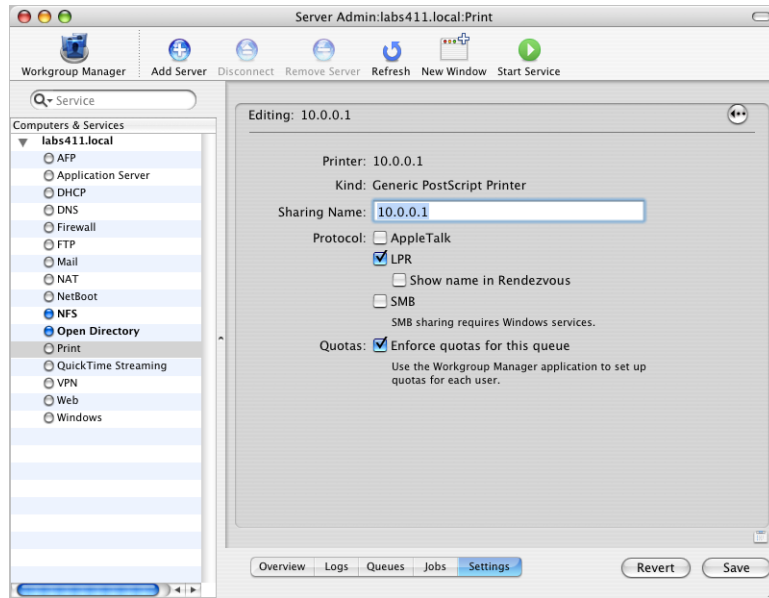 Server Admin:labs411.local:Print
Workgroup Manager Add Server Disconnect Remove Server Refresh New Window Start Service
Service
Computers & Services
labs411.local
AFP
Application Server
DHCP
DNS
Firewall
FTP
Mail
NAT
NetBoot
NFS
Open Directory
Print
QuickTime Streaming
VPN
Web
Windows
Editing: 10.0.0.1
Printer: 10.0.0.1
Kind: Generic PostScript Printer
Sharing Name: 10.0.0.1
Protocol: AppleTalk
LPR
Show name in Rendezvous
SMB
SMB sharing requires Windows services.
Quotas: Enforce quotas for this queue
Use the Workgroup Manager application to set up
quotas for each user.
Overview Logs Queues Jobs Settings
Revert Save